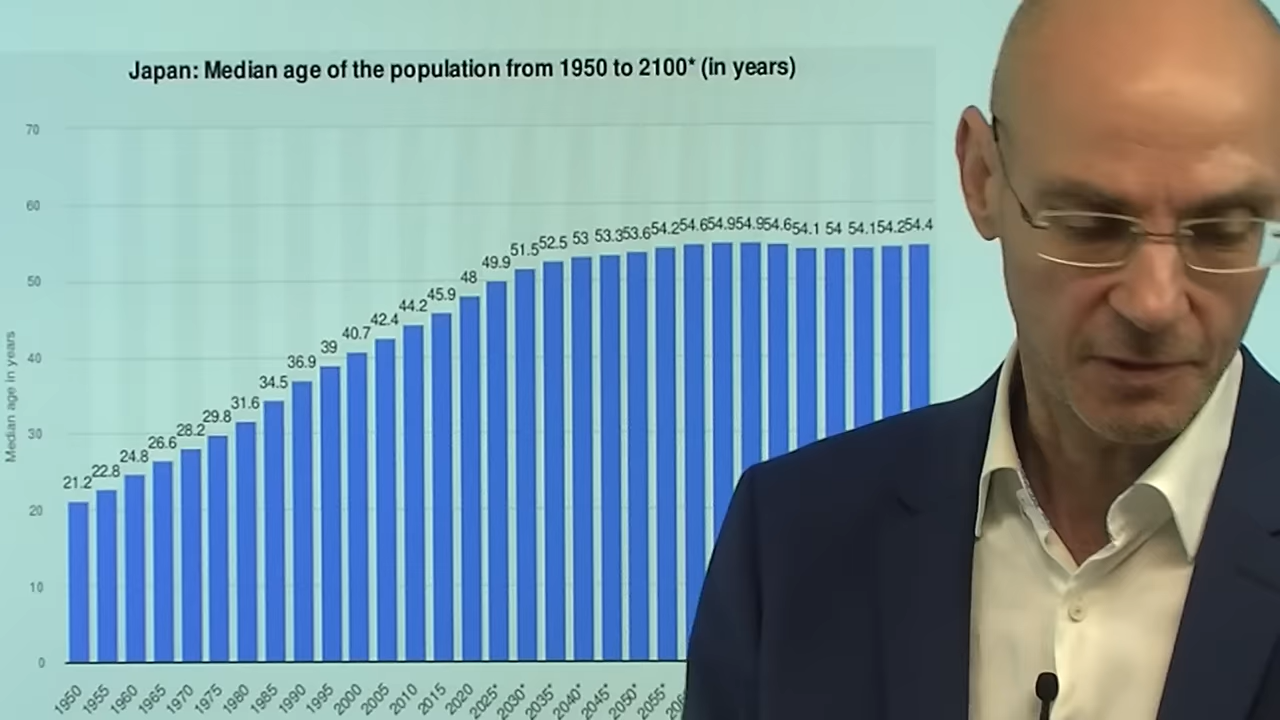 Japan: Median age of the population from 1950 to 2100* (in years)
Median age in years
70
60
50
40
30
20
10
0
21.2 22.8 24.8 26.6 28.2 29.8 31.6 34.5 36.9 39 40.7 42.4 44.2 45.9 48 49.9 51.5 52.5 53 53.3 53.6 54.2 54.6 54.9 54.9 54.6 54.1 54 54.1 54.2 54.4
1950 1955 1960 1965 1970 1975 1980 1985 1990 1995 2000 2005 2010 2015 2020 2025* 2030* 2035* 2040* 2045* 2050* 2055*